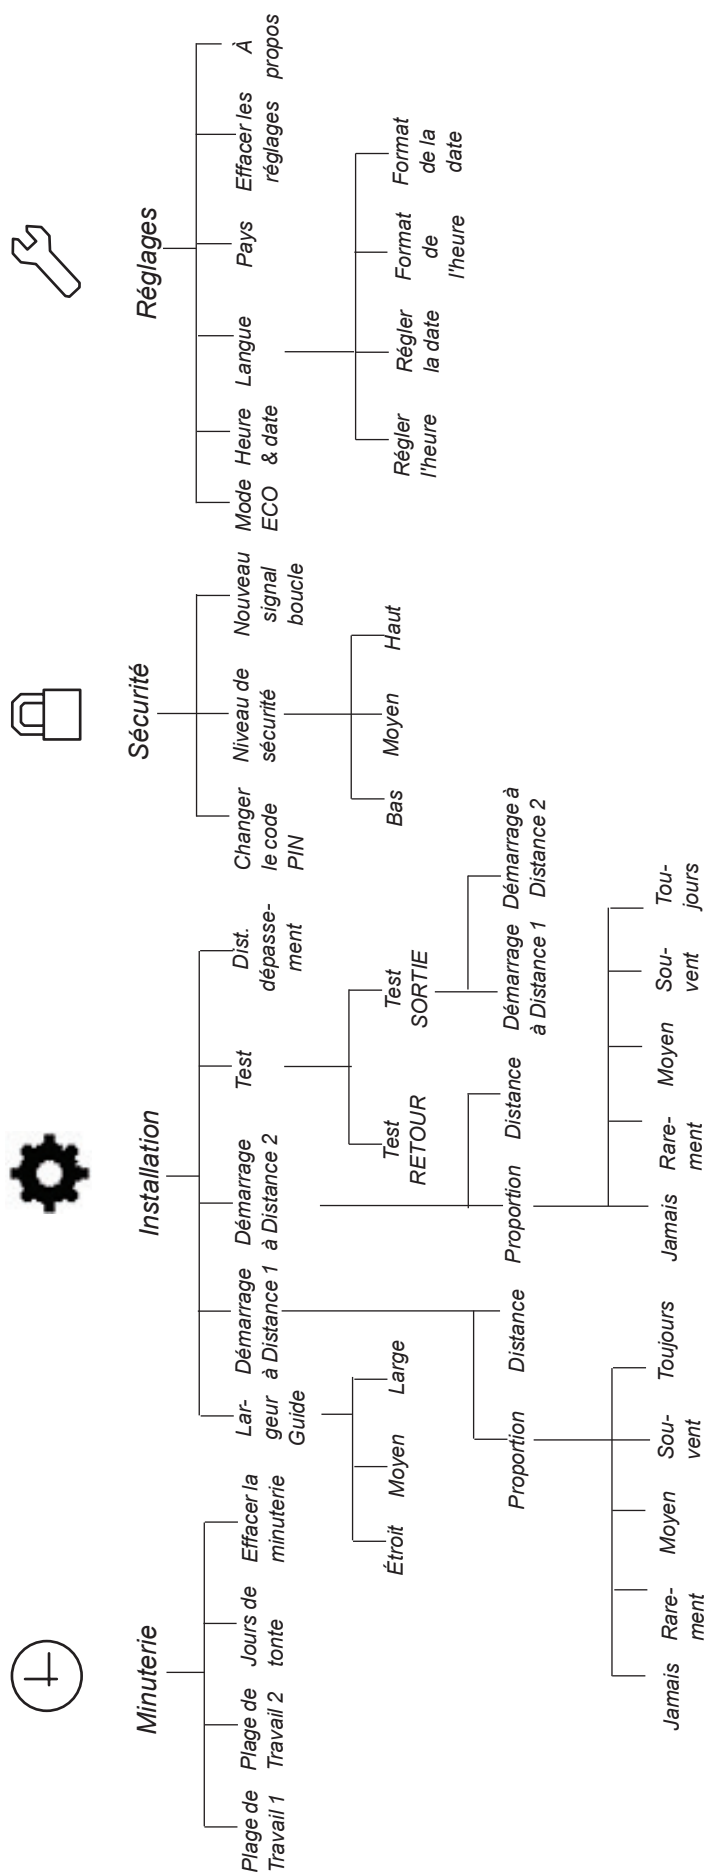 Minuterie
Plage de
Travail 1
Plage de
Travail 2
Jours de
tonte
Effacer la
minuterie
Installation
Lar-
geur
Guide
Étroit
Moyen
Large
Démarrage
à Distance 1
Proportion
Jamais
Rare-
ment
Moyen
Sou-
vent
Toujours
Distance
Démarrage
à Distance 2
Proportion
Jamais
Rare-
ment
Moyen
Sou-
vent
Tou-
jours
Distance
Test
Test
RETOUR
Test
SORTIE
Démarrage
à Distance 1
Démarrage à
Distance 2
Dist.
dépasse-
ment
Sécurité
Changer
le code
PIN
Niveau de
sécurité
Bas
Moyen
Haut
Nouveau
signal
boucle
Réglages
Mode
ECO
Heure
& date
Langue
Régler
l'heure
Régler
la date
Format
de
l'heure
Format
de la
date
Pays
Effacer les
réglages
À
propos